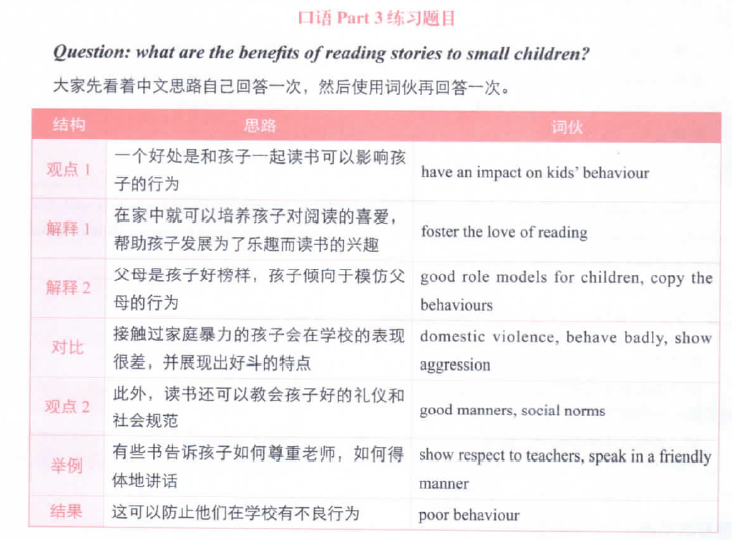 口语 Part 3 练习题目
Question: what are the benefits of reading stories to small children?
大家先看着中文思路自己回答一次，然后使用词伙再回答一次。
结构 思路 词伙
观点 1 一个好处是和孩子一起读书可以影响孩
子的行为
have an impact on kids' behaviour
解释 1 在家中就可以培养孩子对阅读的喜爱，
帮助孩子发展为了乐趣而读书的兴趣
foster the love of reading
解释 2 父母是孩子好榜样，孩子倾向于模仿父
母的行为
good role models for children, copy the
behaviours
对比 接触过家庭暴力的孩子会在学校的表现
很差，并展现出好斗的特点
domestic violence, behave badly, show
aggression
观点 2 此外，读书还可以教会孩子好的礼仪和
社会规范
good manners, social norms
举例 有些书告诉孩子如何尊重老师，如何得
体地讲话
show respect to teachers, speak in a friendly
manner
结果 这可以防止他们在学校有不良行为
poor behaviour